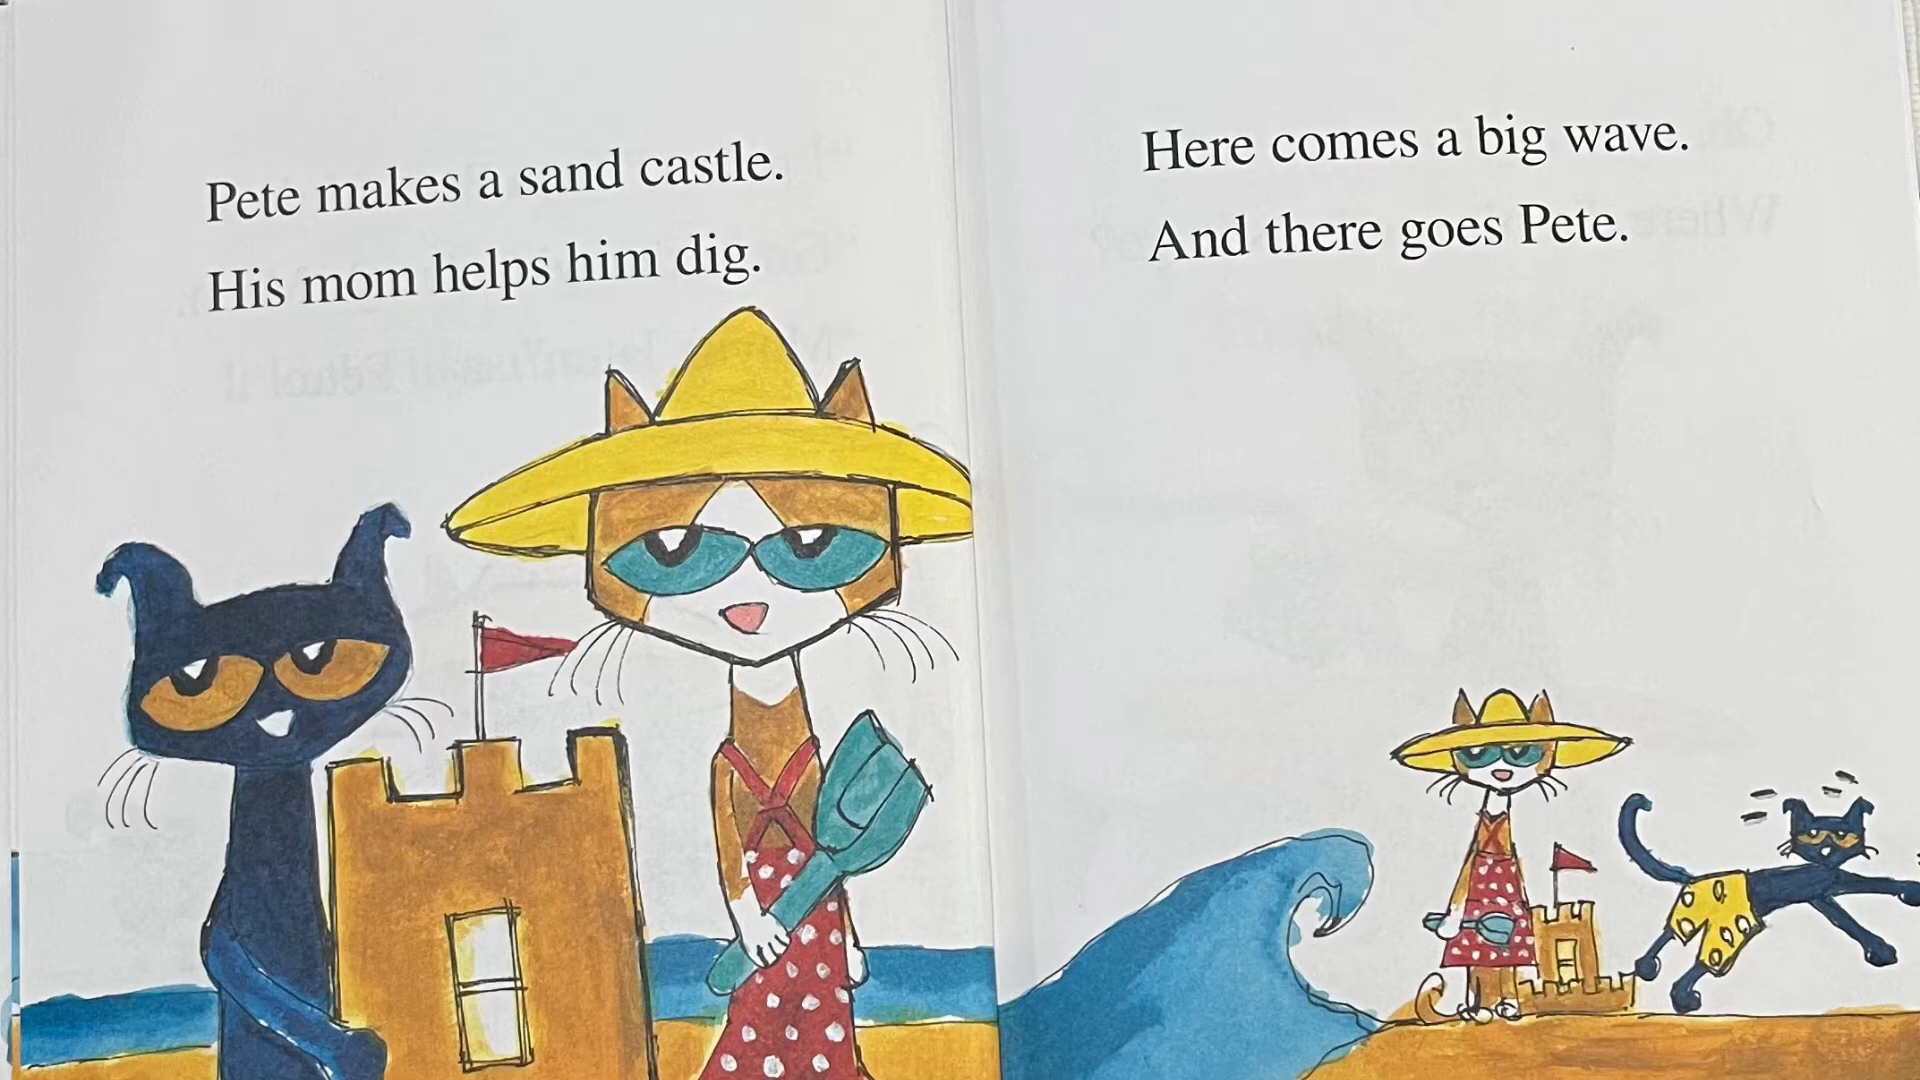 Pete makes a sand castle.
His mom helps him dig.
Here comes a big wave.
And there goes Pete.